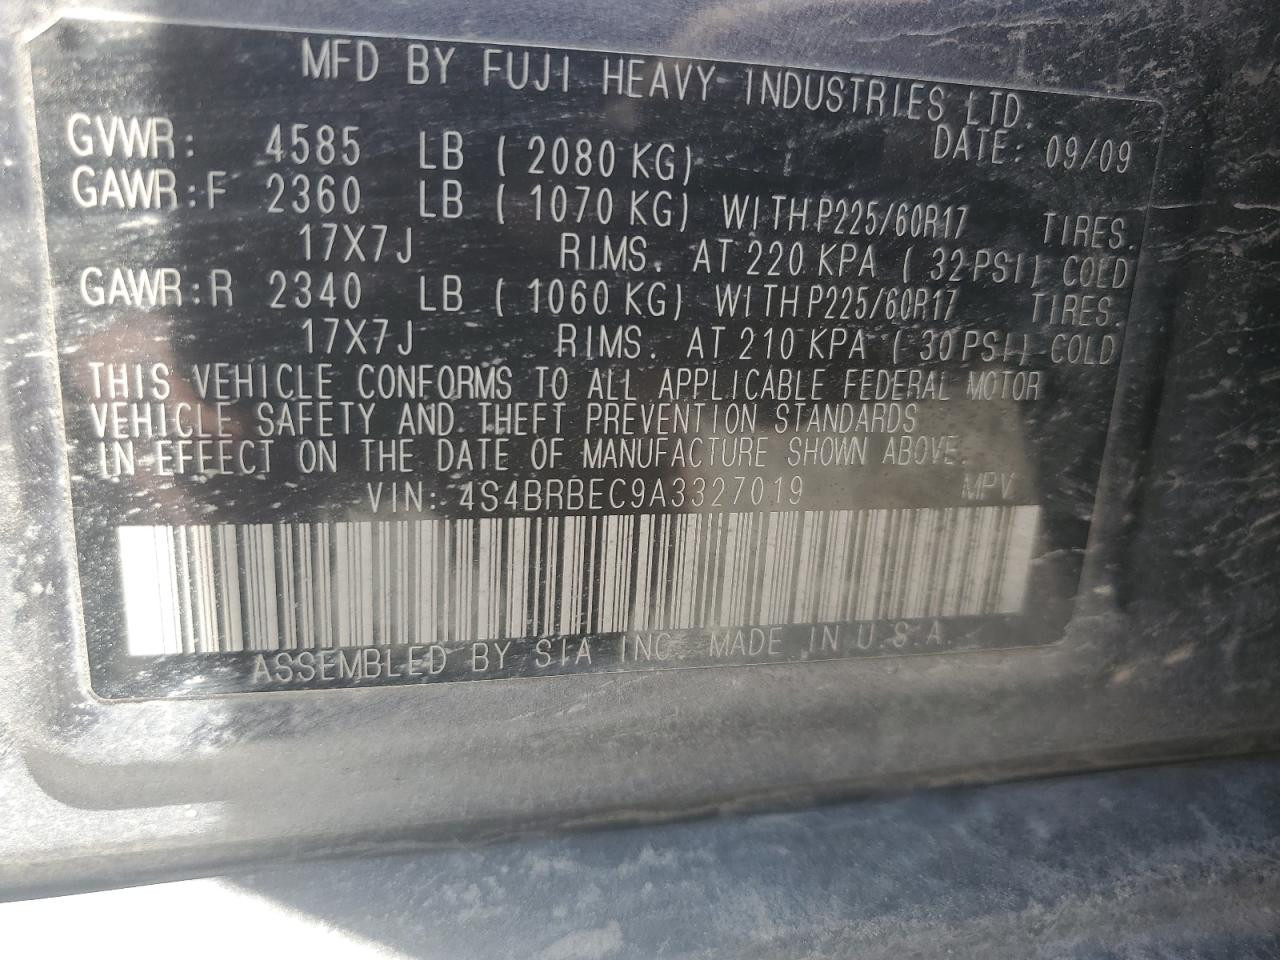 MFD BY FUJI HEAVY INDUSTRIES LTD.
DATE: 09/09
GVWR: 4585 LB (2080 KG)
GAWR:F 2360 LB (1070 KG) WITH P225/60R17 TIRES.
17X7J RIMS. AT 220 KPA (32PSI) COLD
GAWR:R 2340 LB (1060 KG) WITH P225/60R17 TIRES.
17X7J RIMS. AT 210 KPA (30PSI) COLD
THIS VEHICLE CONFORMS TO ALL APPLICABLE FEDERAL MOTOR
VEHICLE SAFETY AND THEFT PREVENTION STANDARDS
IN EFFECT ON THE DATE OF MANUFACTURE SHOWN ABOVE.
VIN: 4S4BRBEC9A3327019 MPV
ASSEMBLED BY SIA INC. MADE IN U.S.A.